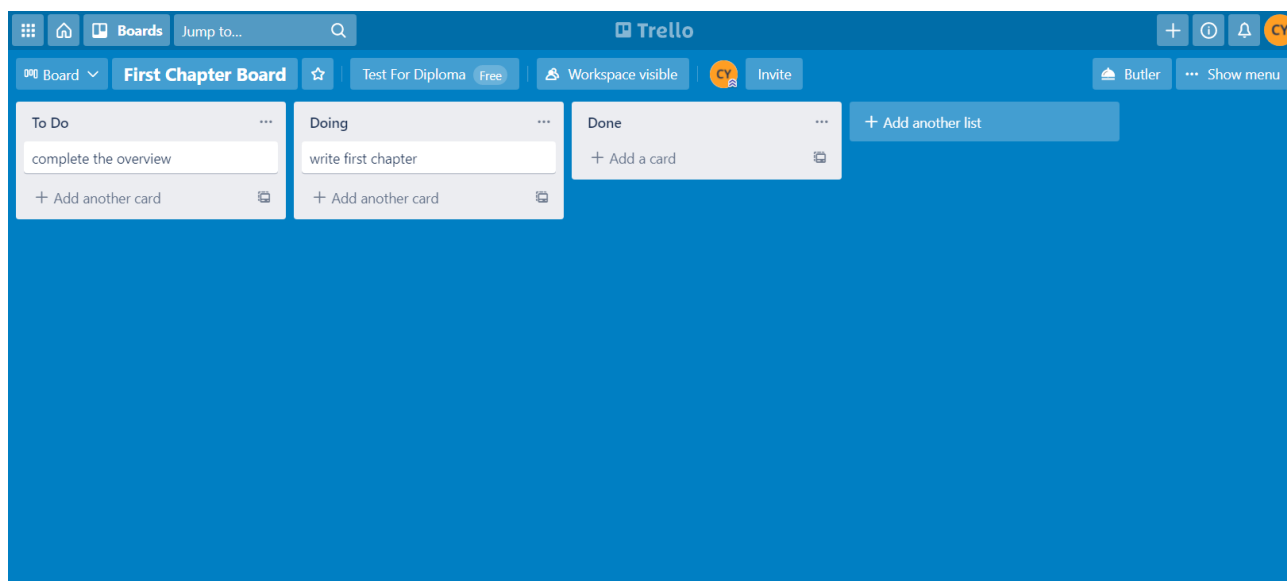 Boards Jump to... Trello CY
Board First Chapter Board Test For Diploma Free Workspace visible CY Invite Butler ... Show menu
To Do ... Doing ... Done ... + Add another list
complete the overview write first chapter + Add a card
+ Add another card + Add another card